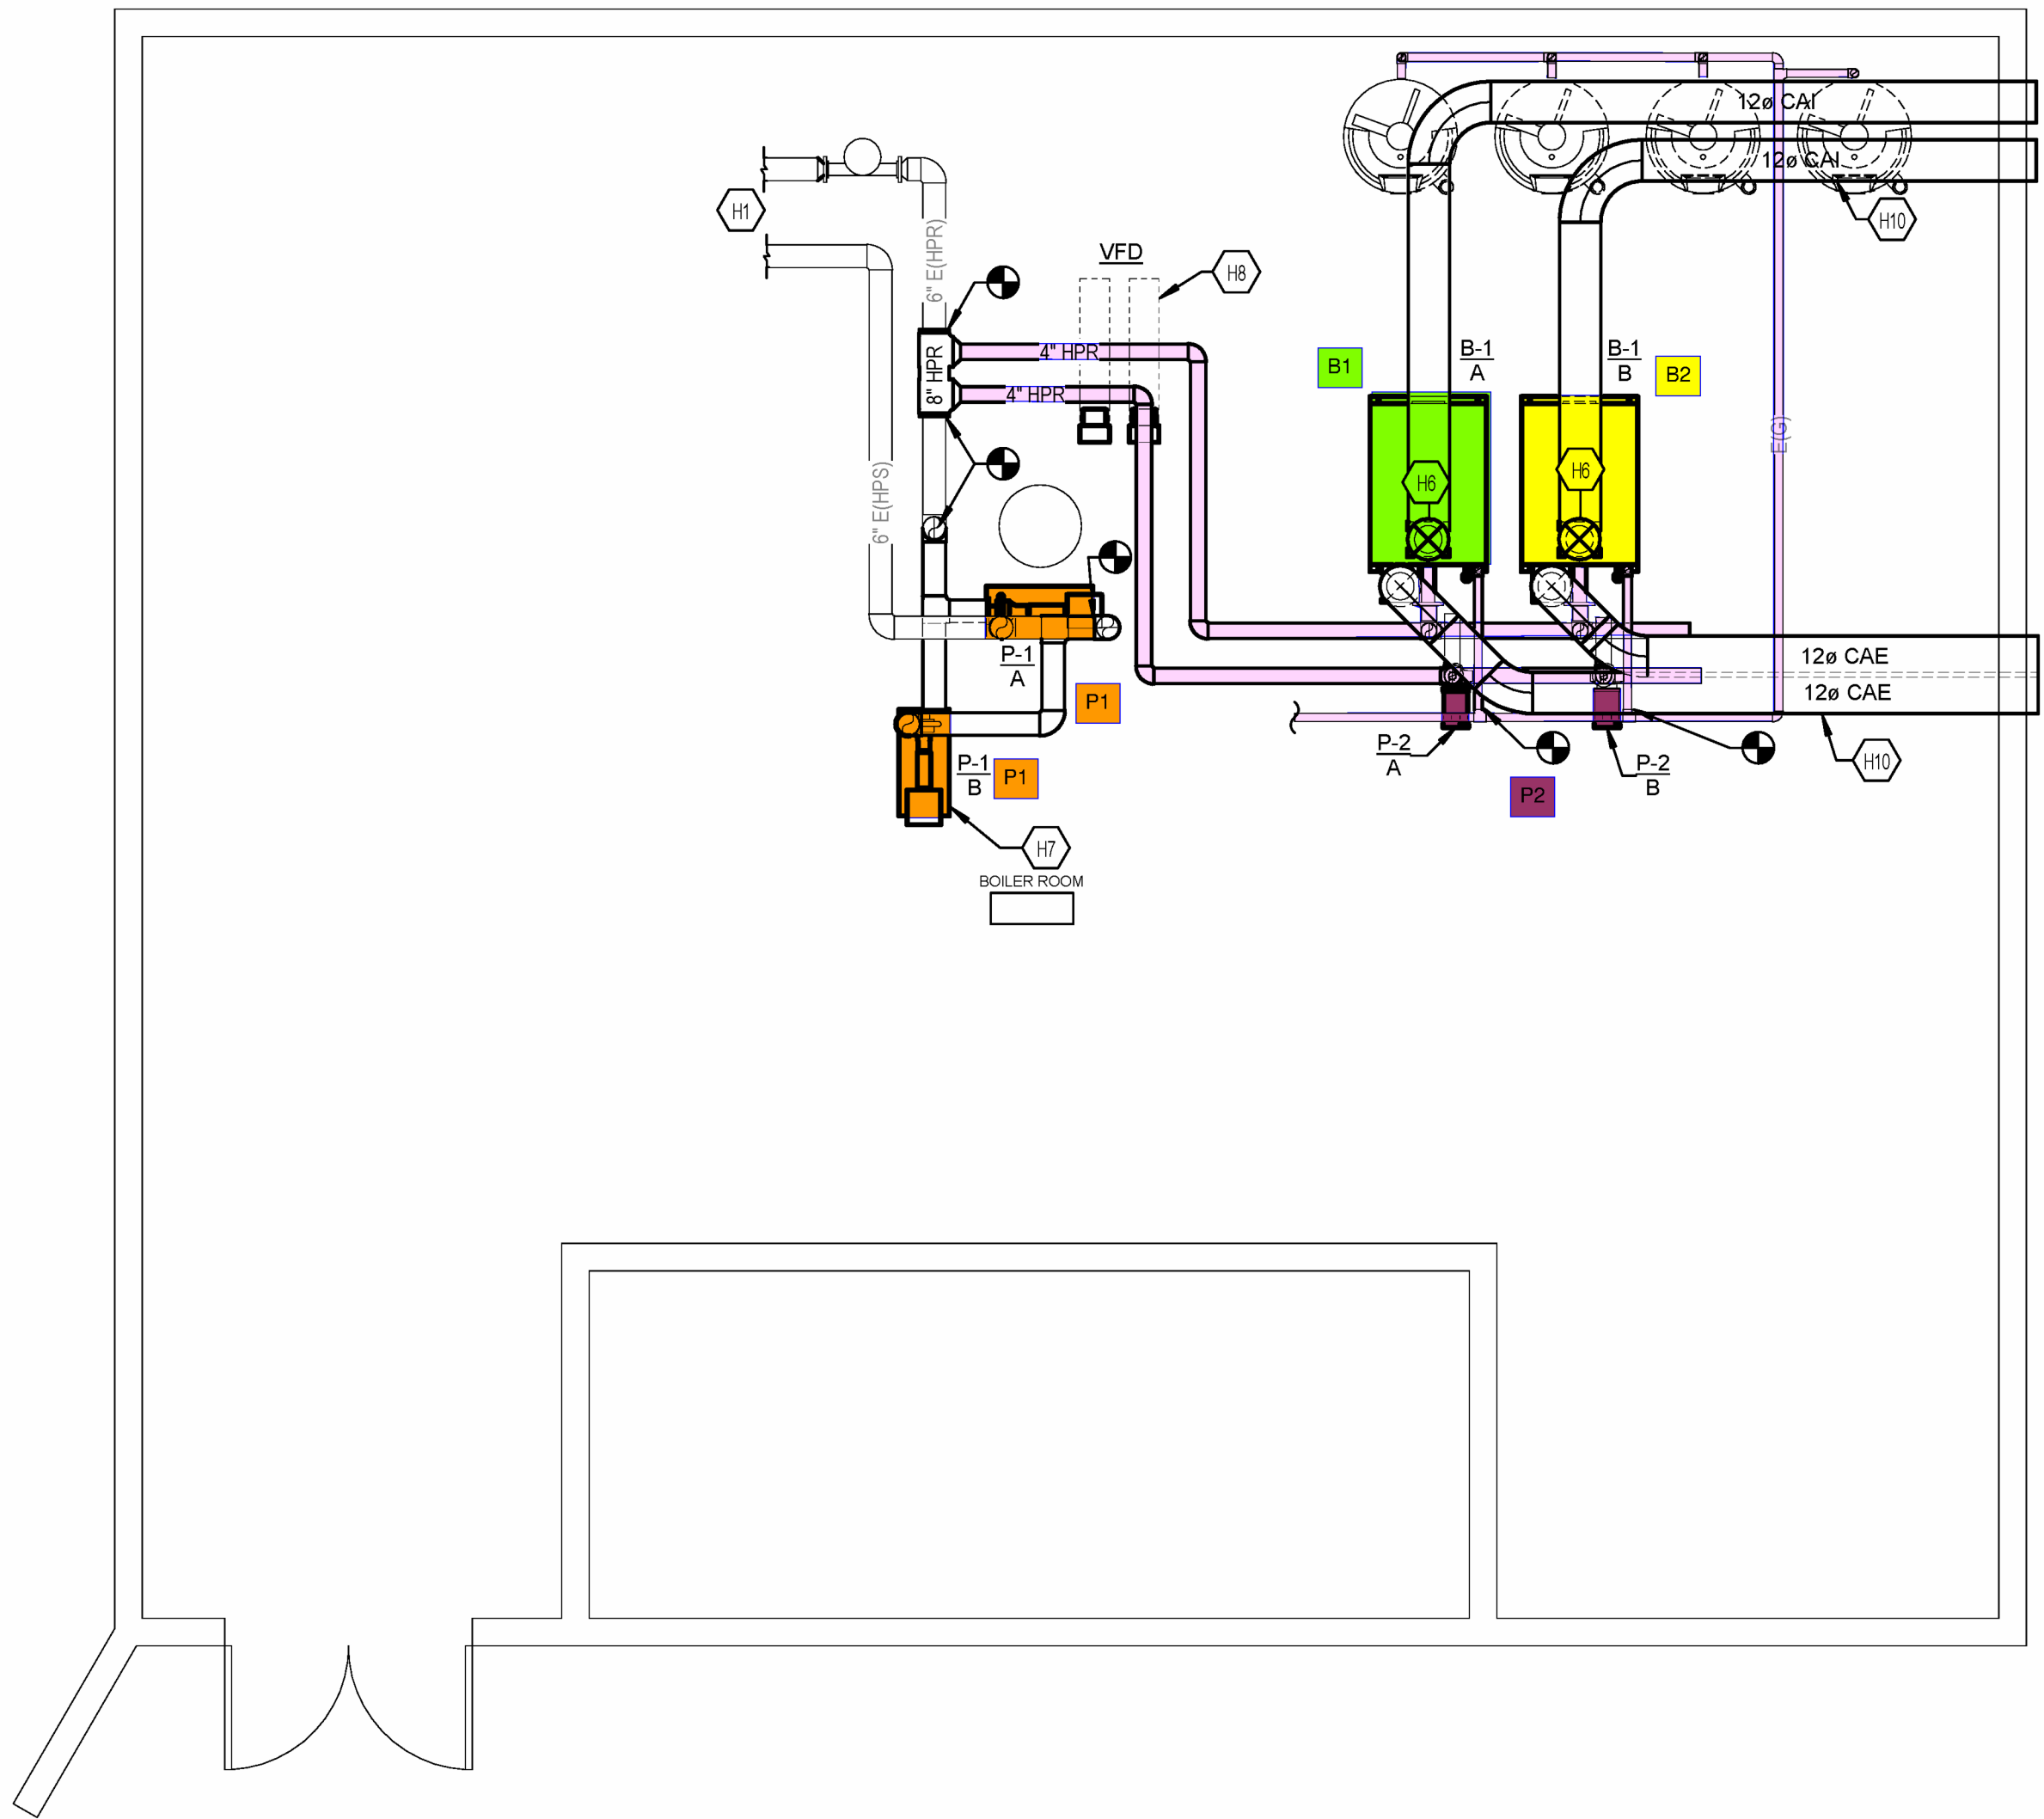 12ø CAI
12ø CAI
H1
H10
6" E(HPR)
VFD
H8
4" HPR
8" HPR
4" HPR
B1
B-1
A
B-1
B
B2
E(G)
H6
H6
6" E(HPS)
P-1
A
P1
12ø CAE
12ø CAE
P-2
A
P-2
B
H10
P-1
B
P1
P2
H7
BOILER ROOM